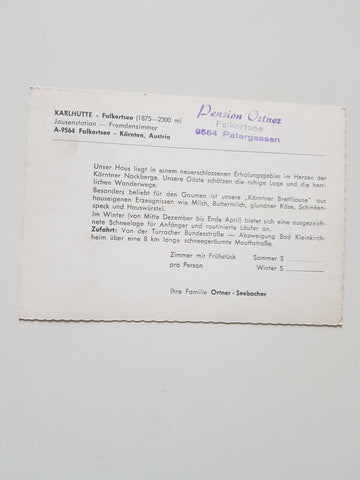 KARLHUTTE - Falkertsee (1875—2300 m)
Jausenstation — Fremdenzimmer
A-9564 Falkertsee - Kärnten, Austria
Pension Ortner
Falkertsee
9564 Patergassen
Unser Haus liegt in einem neuerschlossenen Erholungsgebiet im Herzen der
Kärntner Nockberge. Unsere Gäste schätzen die ruhige Lage und die herr-
lichen Wanderwege.
Besonders beliebt für den Gaumen ist unsere „Kärntner Brettljause" aus
hauseigenen Erzeugnissen wie Milch, Buttermilch, glundner Käse, Schinken-
speck und Hauswürstel.
Im Winter (von Mitte Dezember bis Ende April) bietet sich eine ausgezeich-
nete Schneelage für Anfänger und routinierte Läufer an.
Zufahrt: Von der Turracher Bundesstraße — Abzweigung Bad Kleinkirch-
heim über eine 8 km lange schneegeräumte Mautstraße.
Zimmer mit Frühstück Sommer S
pro Person Winter S
Ihre Familie Ortner - Seebacher